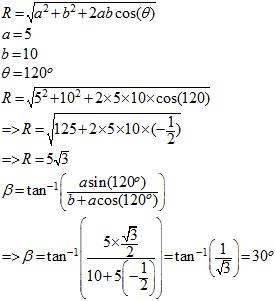 R = √(a² + b² + 2ab cos(θ))
a = 5
b = 10
θ = 120°
R = √(5² + 10² + 2 × 5 × 10 × cos(120))
=> R = √(125 + 2 × 5 × 10 × (-1/2))
=> R = 5√3
β = tan⁻¹(asin(120°)/(b + acos(120°)))
=> β = tan⁻¹((5 × √3/2)/(10 + 5(-1/2))) = tan⁻¹(1/√3) = 30°